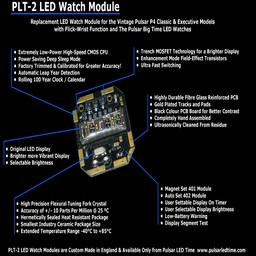 PLT-2 LED Watch Module
Replacement LED Watch Module for the Vintage Pulsar P4 Classic & Executive Models
with Flick-Wrist Function and The Pulsar Big Time LED Watches
• Extremely Low-Power High-Speed CMOS CPU
• Power Saving Deep Sleep Mode
• Factory Trimmed & Calibrated for Greater Accuracy!
• Automatic Leap Year Detection
• Rolling 100 Year Clock / Calendar
• Trench MOSFET Technology for a Brighter Display
• Enhancement Mode Field-Effect Transistors
• Ultra Fast Switching
• Highly Durable Fibre Glass Reinforced PCB
• Gold Plated Tracks and Pads
• Black Colour PCB Board for Better Contrast
• Completely Hand Assembled
• Ultrasonically Cleaned From Residue
• Original LED Display
• Brighter more Vibrant Display
• Selectable Brightness
• Magnet Set 401 Module
• Auto Set 402 Module
• User Settable Display On Timer
• User Selectable Display Brightness
• Low-Battery Warning
• Display Segment Test
• High Precision Flexural Tuning Fork Crystal
• Accuracy of +/- 10 Parts Per Million @ 25 °C
• Hermetically Sealed Heat Resistant Package
• Smallest Industry Ceramic Package Size
• Extended Temperature Range -40°C to +85°C
PLT-2 LED Watch Modules are Custom Made in England & Available Only from Pulsar LED Time www.pulsarledtime.com